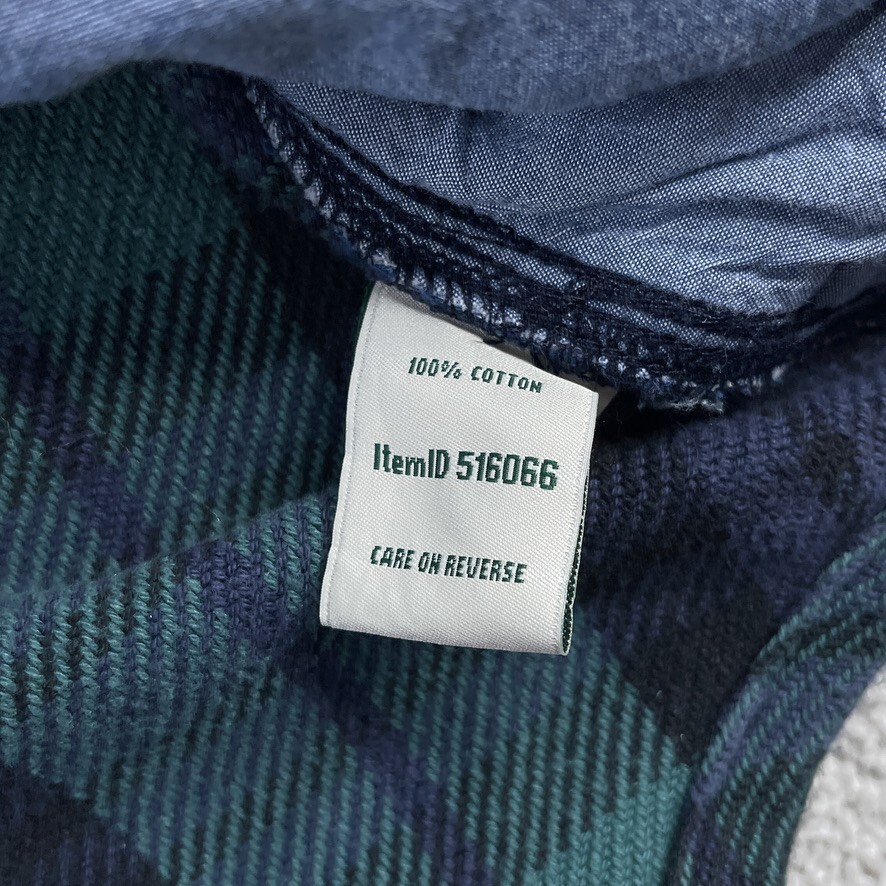 100% COTTON
ItemID 516066
CARE ON REVERSE